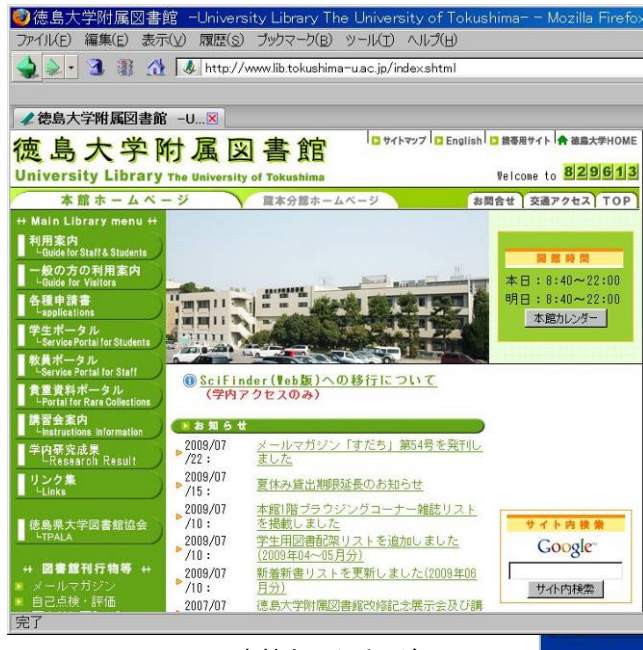 徳島大学附属図書館 -University Library The University of Tokushima- - Mozilla Firefox
ファイル(F) 編集(E) 表示(V) 履歴(S) ブックマーク(B) ツール(T) ヘルプ(H)
http://www.lib.tokushima-u.ac.jp/index.shtml
徳島大学附属図書館 -U...
徳島大学附属図書館
サイトマップ English 携帯用サイト 徳島大学HOME
University Library The University of Tokushima
Welcome to 829613
本館ホームページ 蔵本分館ホームページ お問合せ 交通アクセス TOP
++ Main Library menu ++
利用案内
└Guide for Staff & Students
一般の方の利用案内
└Guide for Visitors
各種申請書
└applications
学生ポータル
└Service Portal for Students
教員ポータル
└Service Portal for Staff
貴重資料ポータル
└Portal for Rare Collections
講習会案内
└Instructions Information
学内研究成果
└Research Result
リンク集
└Links
徳島県大学図書館協会
└TPALA
++ 図書館刊行物等 ++
メールマガジン
自己点検・評価
開館時間
本日:8:40~22:00
明日:8:40~22:00
本館カレンダー
SciFinder(Web版)への移行について
(学内アクセスのみ)
お知らせ
2009/07/22: メールマガジン「すだち」第54号を発刊しました
2009/07/15: 夏休み貸出期限延長のお知らせ
2009/07/10: 本館1階ブラウジングコーナー雑誌リストを掲載しました
2009/07/10: 学生用図書配架リストを追加しました(2009年04~05月分)
2009/07/10: 新着新書リストを更新しました(2009年06月分)
2007/07 徳島大学附属図書館改修記念展示会及び講
サイト内検索
Google
サイト内検索
完了